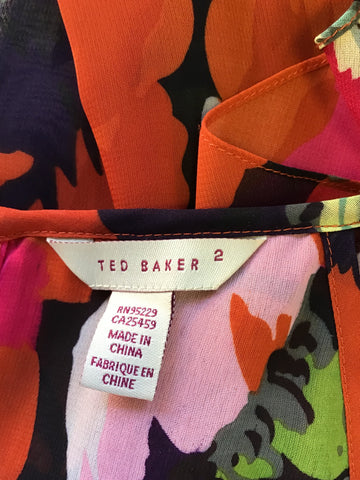 TED BAKER 2
RN95229
CA25459
MADE IN
CHINA
FABRIQUE EN
CHINE